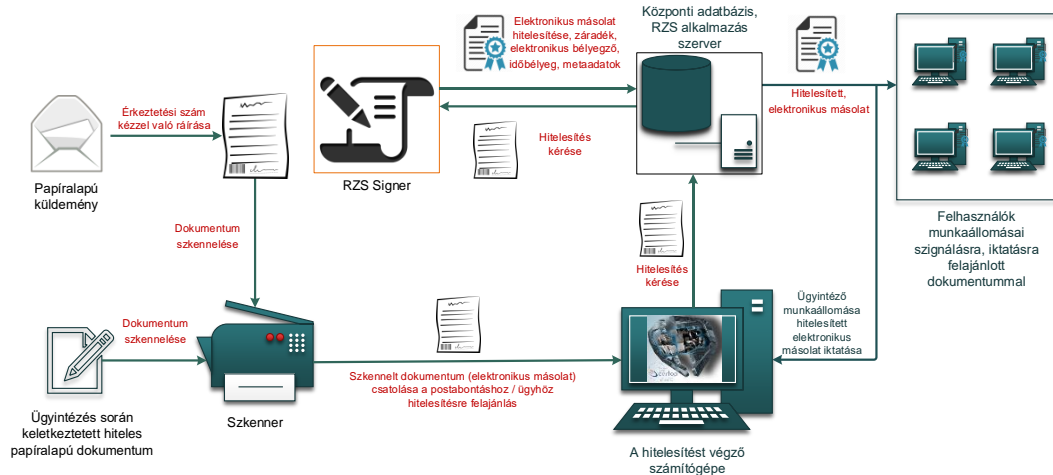 Elektronikus másolat
hitelesítése, záradék,
elektronikus bélyegző,
időbélyeg, metaadatok
Központi adatbázis,
RZS alkalmazás
szerver
Érkeztetési szám
kézzel való ráírása
Hitelesítés
kérése
Hitelesített,
elektronikus másolat
Papíralapú
küldemény
RZS Signer
Dokumentum
szkennelése
Hitelesítés
kérése
Felhasználók
munkaállomásai
szignálásra, iktatásra
felajánlott
dokumentummal
Dokumentum
szkennelése
Ügyintéző
munkaállomása
hitelesített
elektronikus
másolat iktatása
Szkennelt dokumentum (elektronikus másolat)
csatolása a postabontáshoz / ügyhöz
hitelesítésre felajánlás
Ügyintézés során
keletkeztetett hiteles
papíralapú dokumentum
Szkenner
A hitelesítést végző
számítógépe